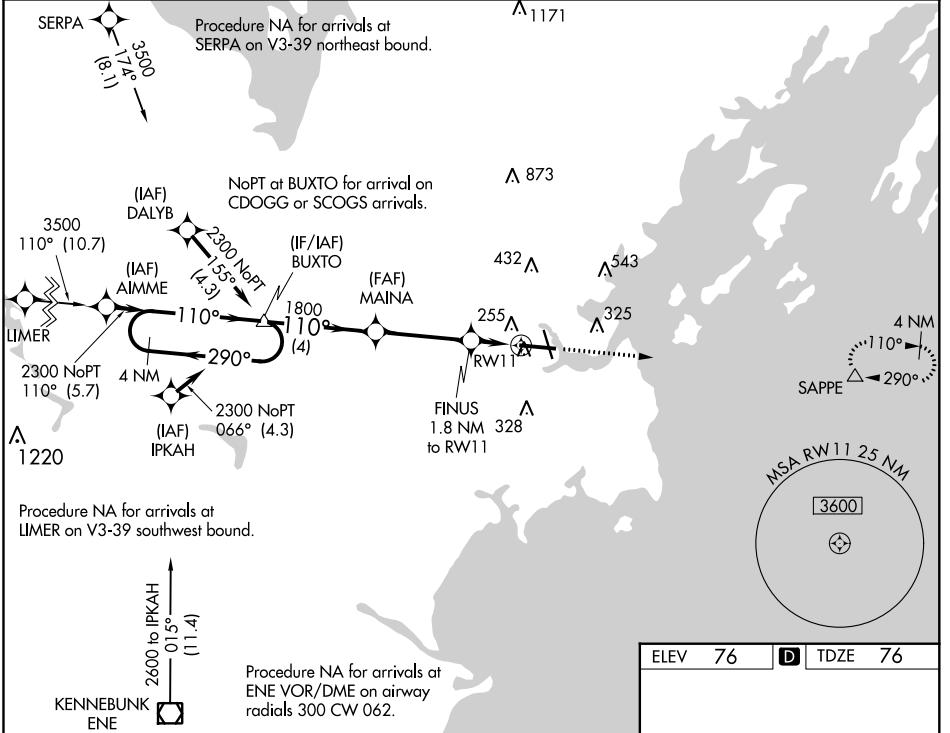 SERPA
3500
174°
(8.1)
Procedure NA for arrivals at
SERPA on V3-39 northeast bound.
1171
873
NoPT at BUXTO for arrival on
CDOGG or SCOGS arrivals.
(IAF)
DALYB
2300 NoPT
155°
(4.3)
3500
110° (10.7)
(IAF)
AIMME
(IF/IAF)
BUXTO
(FAF)
MAINA
432
543
LIMER
110°
1800
110°
(4)
255
325
RW11
4 NM
110°
290°
SAPPE
2300 NoPT
110° (5.7)
4 NM
290°
(IAF)
IPKAH
2300 NoPT
066° (4.3)
FINUS
1.8 NM
to RW11
328
1220
MSA RW11 25 NM
3600
Procedure NA for arrivals at
LIMER on V3-39 southwest bound.
2600 to IPKAH
015°
(11.4)
KENNEBUNK
ENE
Procedure NA for arrivals at
ENE VOR/DME on airway
radials 300 CW 062.
ELEV 76 D TDZE 76